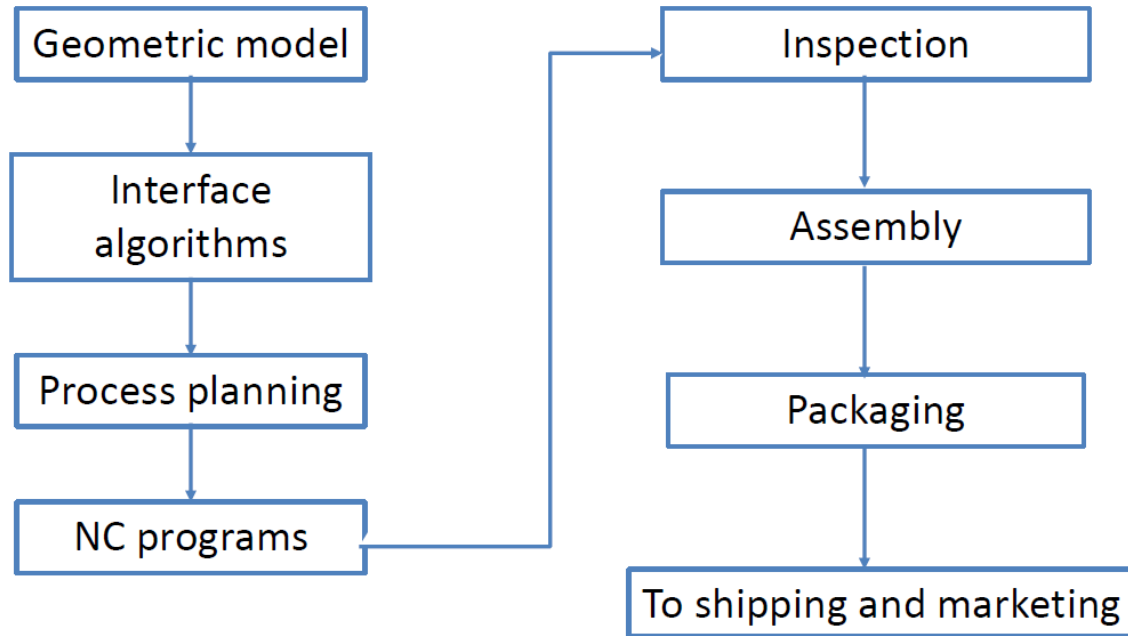 Geometric model
Interface
algorithms
Process planning
NC programs
Inspection
Assembly
Packaging
To shipping and marketing